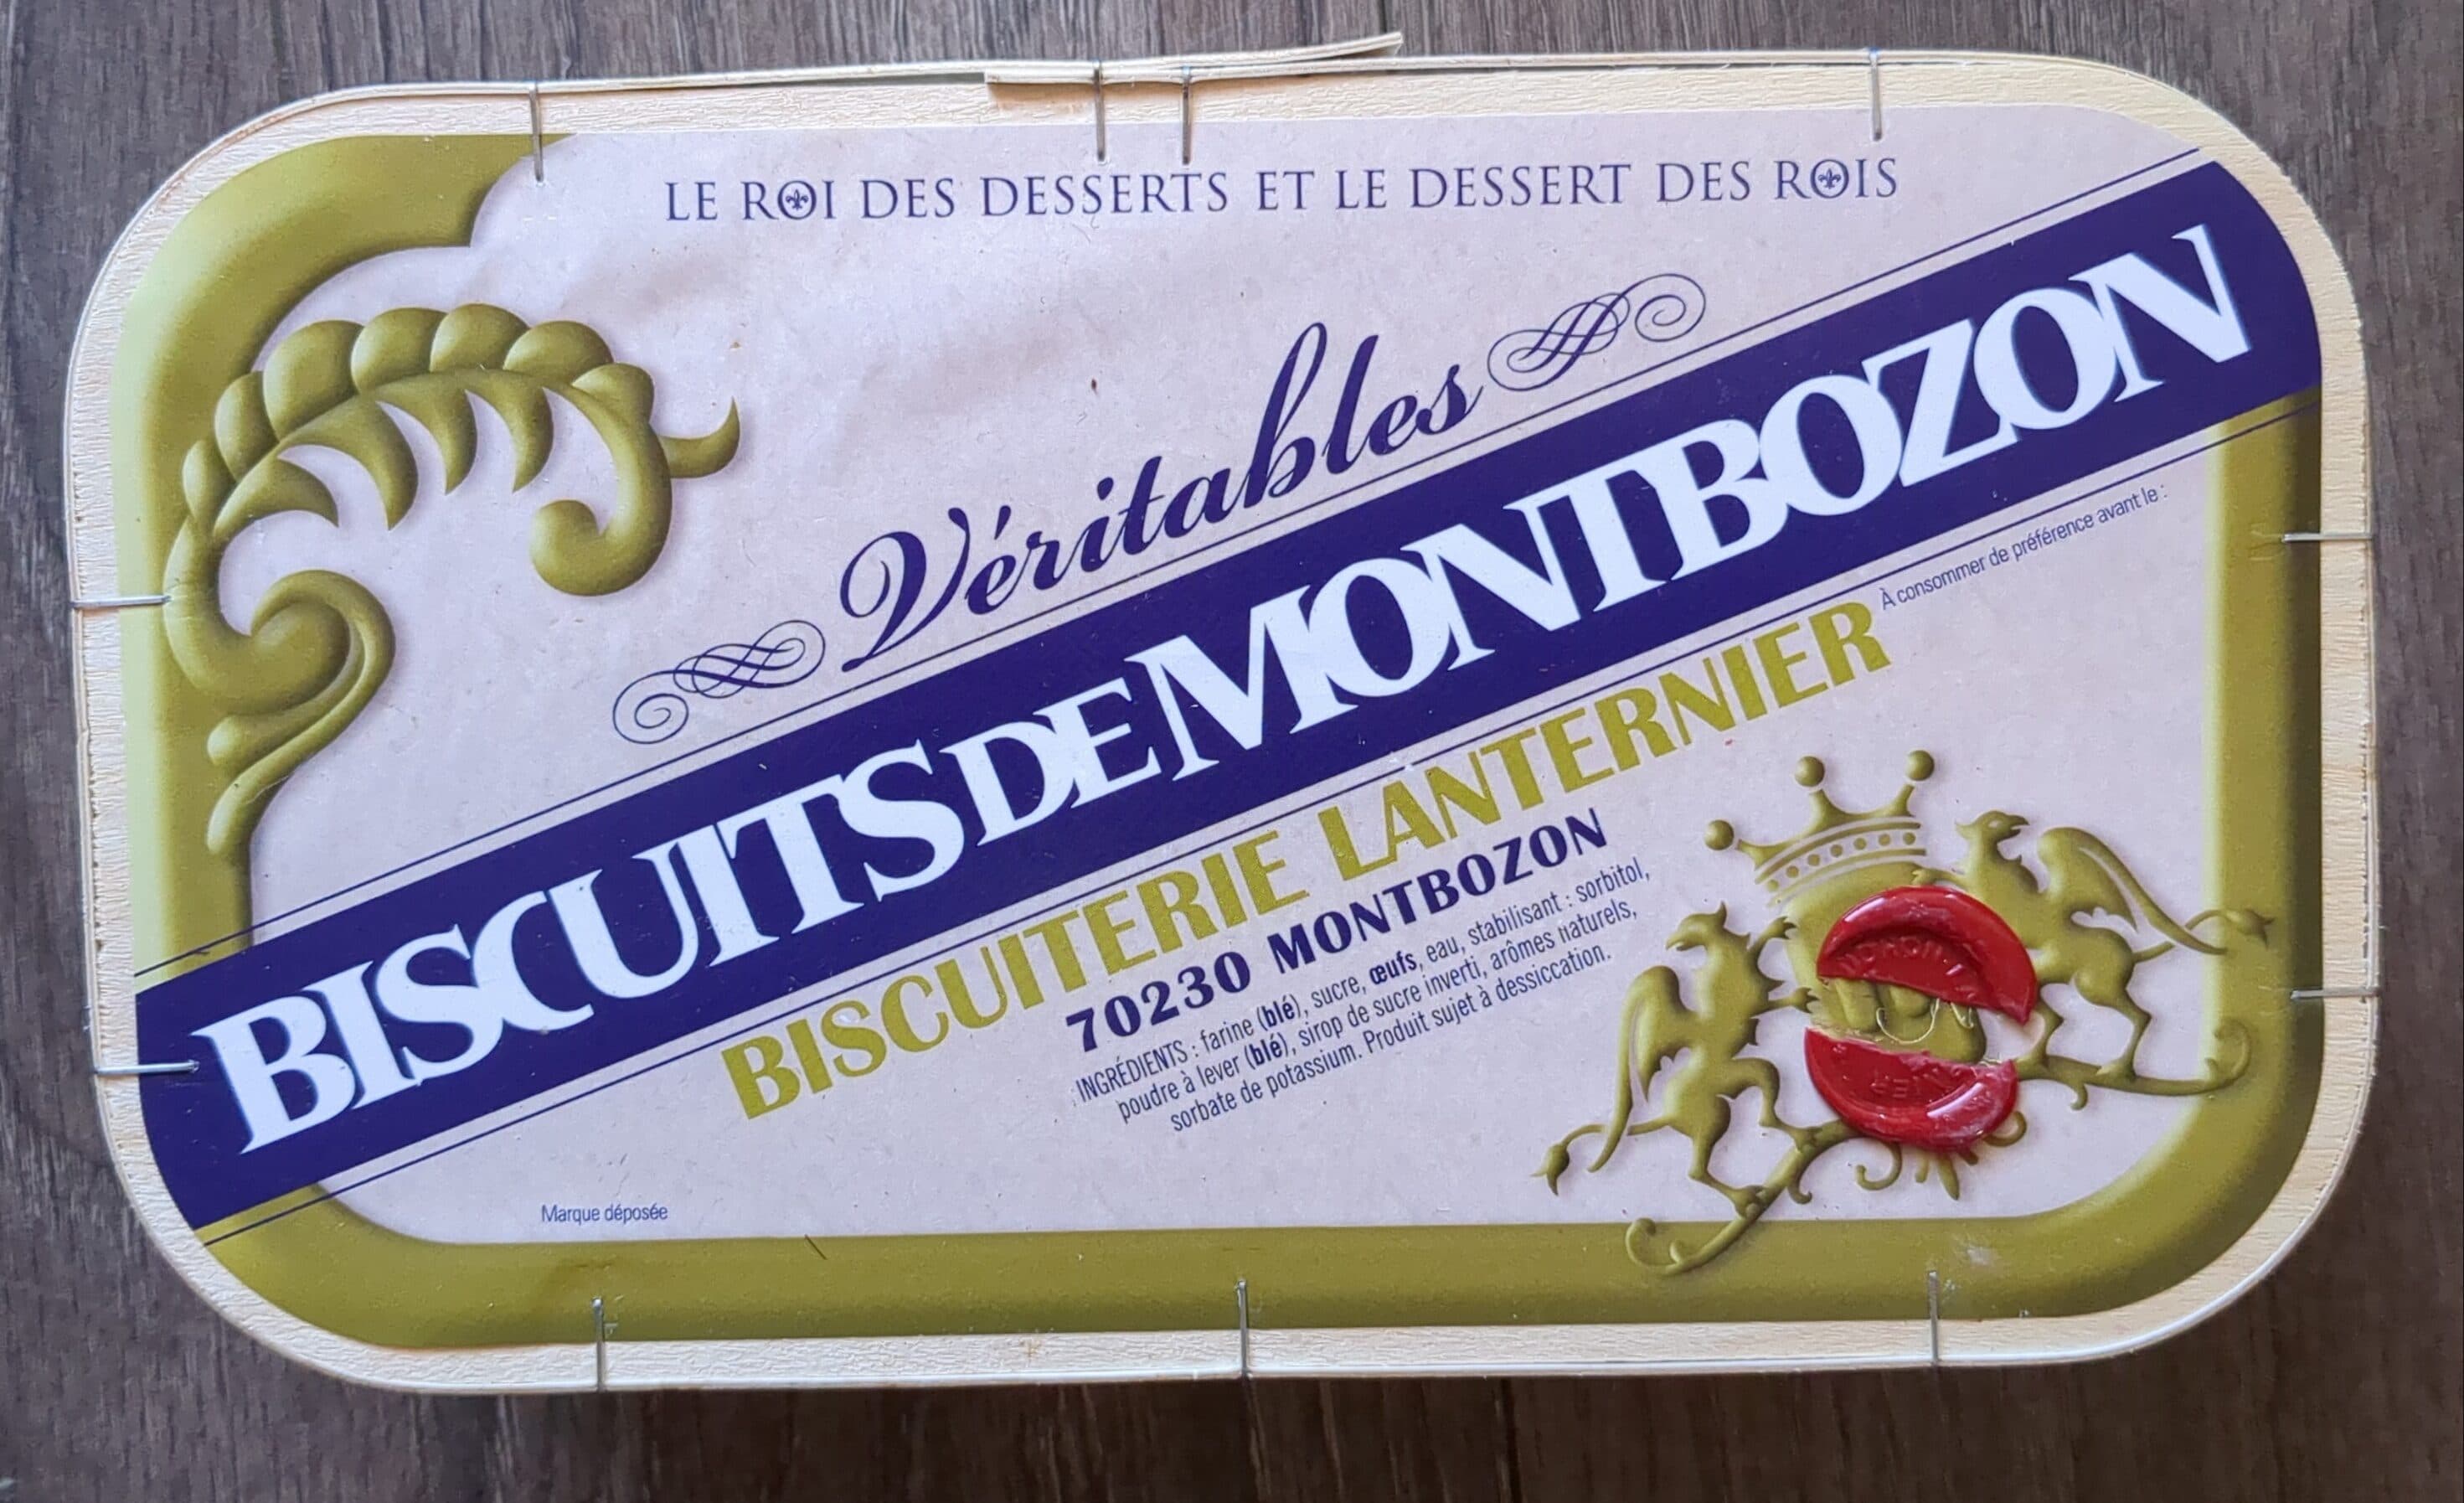 LE ROI DES DESSERTS ET LE DESSERT DES ROIS
Véritables
BISCUITS DE MONTBOZON
À consommer de préférence avant le :
BISCUITERIE LANTERNIER
70230 MONTBOZON
INGRÉDIENTS : farine (blé), sucre, œufs, eau, stabilisant : sorbitol,
poudre à lever (blé), sirop de sucre inverti, arômes naturels,
sorbate de potassium. Produit sujet à dessiccation.
Marque déposée